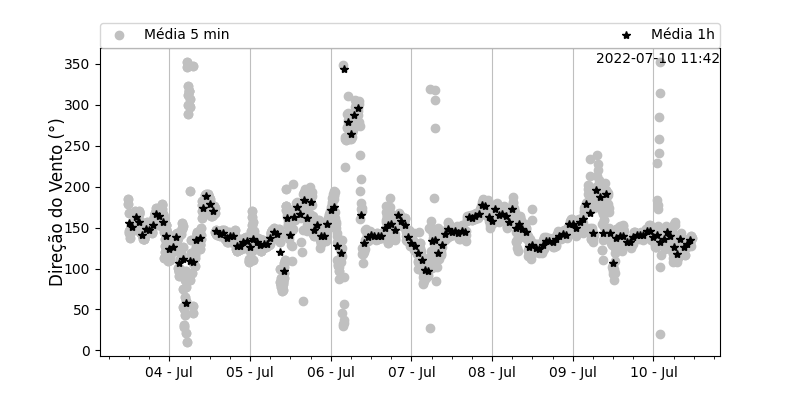 Média 5 min
Média 1h
2022-07-10 11:42
Direção do Vento (°)
350
300
250
200
150
100
50
0
04 - Jul
05 - Jul
06 - Jul
07 - Jul
08 - Jul
09 - Jul
10 - Jul